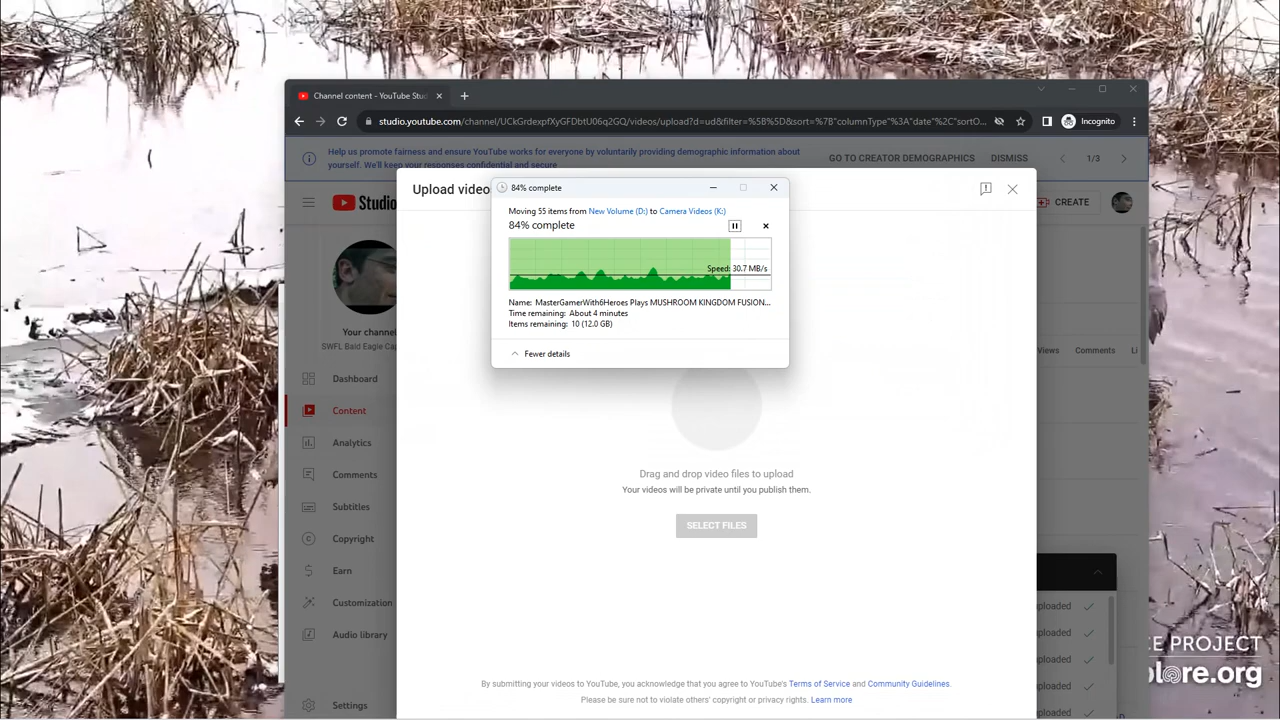 Channel content - YouTube Stud
studio.youtube.com/channel/UCkGrdexpfXyGFDbtU06q2GQ/videos/upload?d=ud&filter=%5B%5D&sort=%7B"columnType"%3A"date"%2C"sortO...
Incognito
Help us promote fairness and ensure YouTube works for everyone by voluntarily providing demographic information about
yourself. We'll keep your responses confidential and secure
GO TO CREATOR DEMOGRAPHICS
DISMISS
1/3
Studio
CREATE
Upload video
84% complete
Moving 55 items from New Volume (D:) to Camera Videos (K:)
84% complete
Speed: 30.7 MB/s
Name: MasterGamerWith6Heroes Plays MUSHROOM KINGDOM FUSION...
Time remaining: About 4 minutes
Items remaining: 10 (12.0 GB)
Fewer details
Your channel
SWFL Bald Eagle Ca
Dashboard
Content
Analytics
Comments
Subtitles
Copyright
Earn
Customization
Audio library
Settings
Views
Comments
Li
Drag and drop video files to upload
Your videos will be private until you publish them.
SELECT FILES
By submitting your videos to YouTube, you acknowledge that you agree to YouTube's Terms of Service and Community Guidelines.
Please be sure not to violate others' copyright or privacy rights. Learn more
uploaded
uploaded
uploaded
uploaded
uploaded
E PROJECT
plore.org